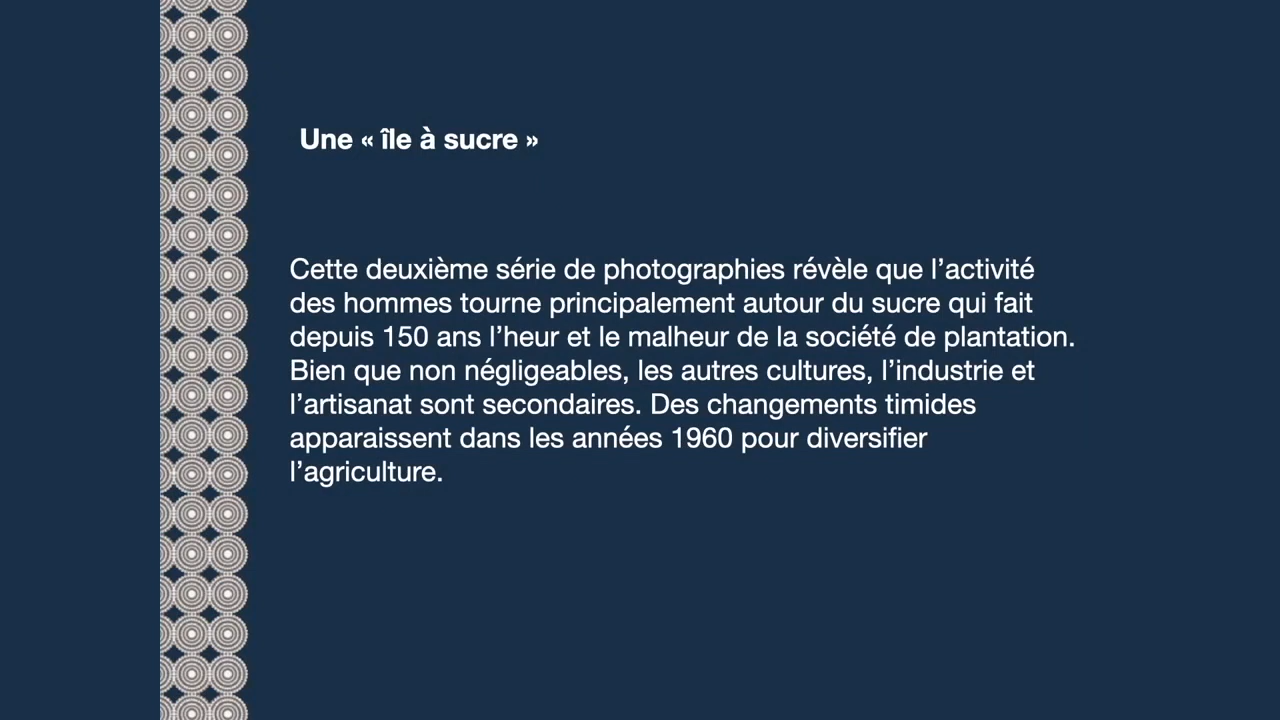 Une « île à sucre »
Cette deuxième série de photographies révèle que l’activité
des hommes tourne principalement autour du sucre qui fait
depuis 150 ans l’heur et le malheur de la société de plantation.
Bien que non négligeables, les autres cultures, l’industrie et
l’artisanat sont secondaires. Des changements timides
apparaissent dans les années 1960 pour diversifier
l’agriculture.